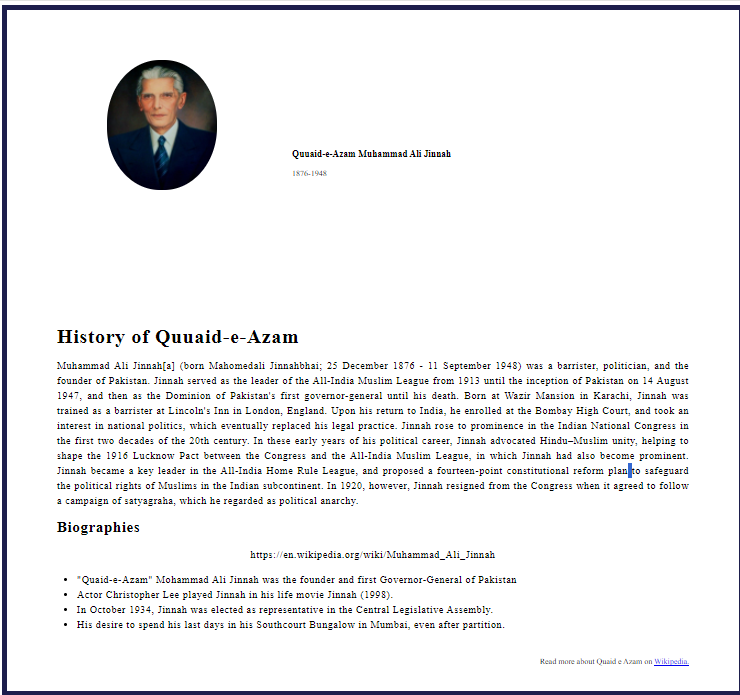 Quuaid-e-Azam Muhammad Ali Jinnah
1876-1948
History of Quuaid-e-Azam
Muhammad Ali Jinnah[a] (born Mahomedali Jinnahbhai; 25 December 1876 - 11 September 1948) was a barrister, politician, and the
founder of Pakistan. Jinnah served as the leader of the All-India Muslim League from 1913 until the inception of Pakistan on 14 August
1947, and then as the Dominion of Pakistan's first governor-general until his death. Born at Wazir Mansion in Karachi, Jinnah was
trained as a barrister at Lincoln's Inn in London, England. Upon his return to India, he enrolled at the Bombay High Court, and took an
interest in national politics, which eventually replaced his legal practice. Jinnah rose to prominence in the Indian National Congress in
the first two decades of the 20th century. In these early years of his political career, Jinnah advocated Hindu–Muslim unity, helping to
shape the 1916 Lucknow Pact between the Congress and the All-India Muslim League, in which Jinnah had also become prominent.
Jinnah became a key leader in the All-India Home Rule League, and proposed a fourteen-point constitutional reform plan to safeguard
the political rights of Muslims in the Indian subcontinent. In 1920, however, Jinnah resigned from the Congress when it agreed to follow
a campaign of satyagraha, which he regarded as political anarchy.
Biographies
https://en.wikipedia.org/wiki/Muhammad_Ali_Jinnah
• "Quaid-e-Azam" Mohammad Ali Jinnah was the founder and first Governor-General of Pakistan
• Actor Christopher Lee played Jinnah in his life movie Jinnah (1998).
• In October 1934, Jinnah was elected as representative in the Central Legislative Assembly.
• His desire to spend his last days in his Southcourt Bungalow in Mumbai, even after partition.
Read more about Quaid e Azam on Wikipedia.